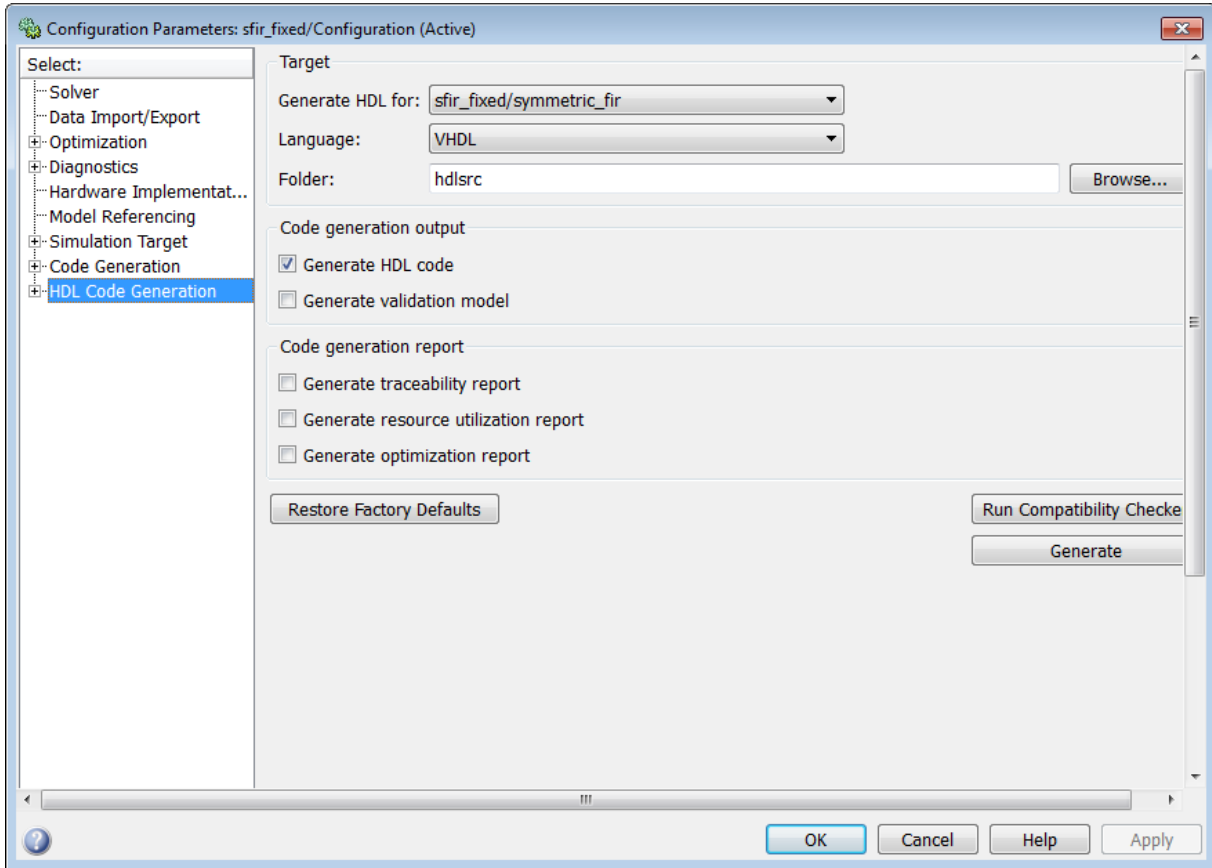 Configuration Parameters: sfir_fixed/Configuration (Active)
Select:
Solver
Data Import/Export
Optimization
Diagnostics
Hardware Implementat...
Model Referencing
Simulation Target
Code Generation
HDL Code Generation
Target
Generate HDL for: sfir_fixed/symmetric_fir
Language: VHDL
Folder: hdlsrc Browse...
Code generation output
Generate HDL code
Generate validation model
Code generation report
Generate traceability report
Generate resource utilization report
Generate optimization report
Restore Factory Defaults Run Compatibility Checke
Generate
OK Cancel Help Apply